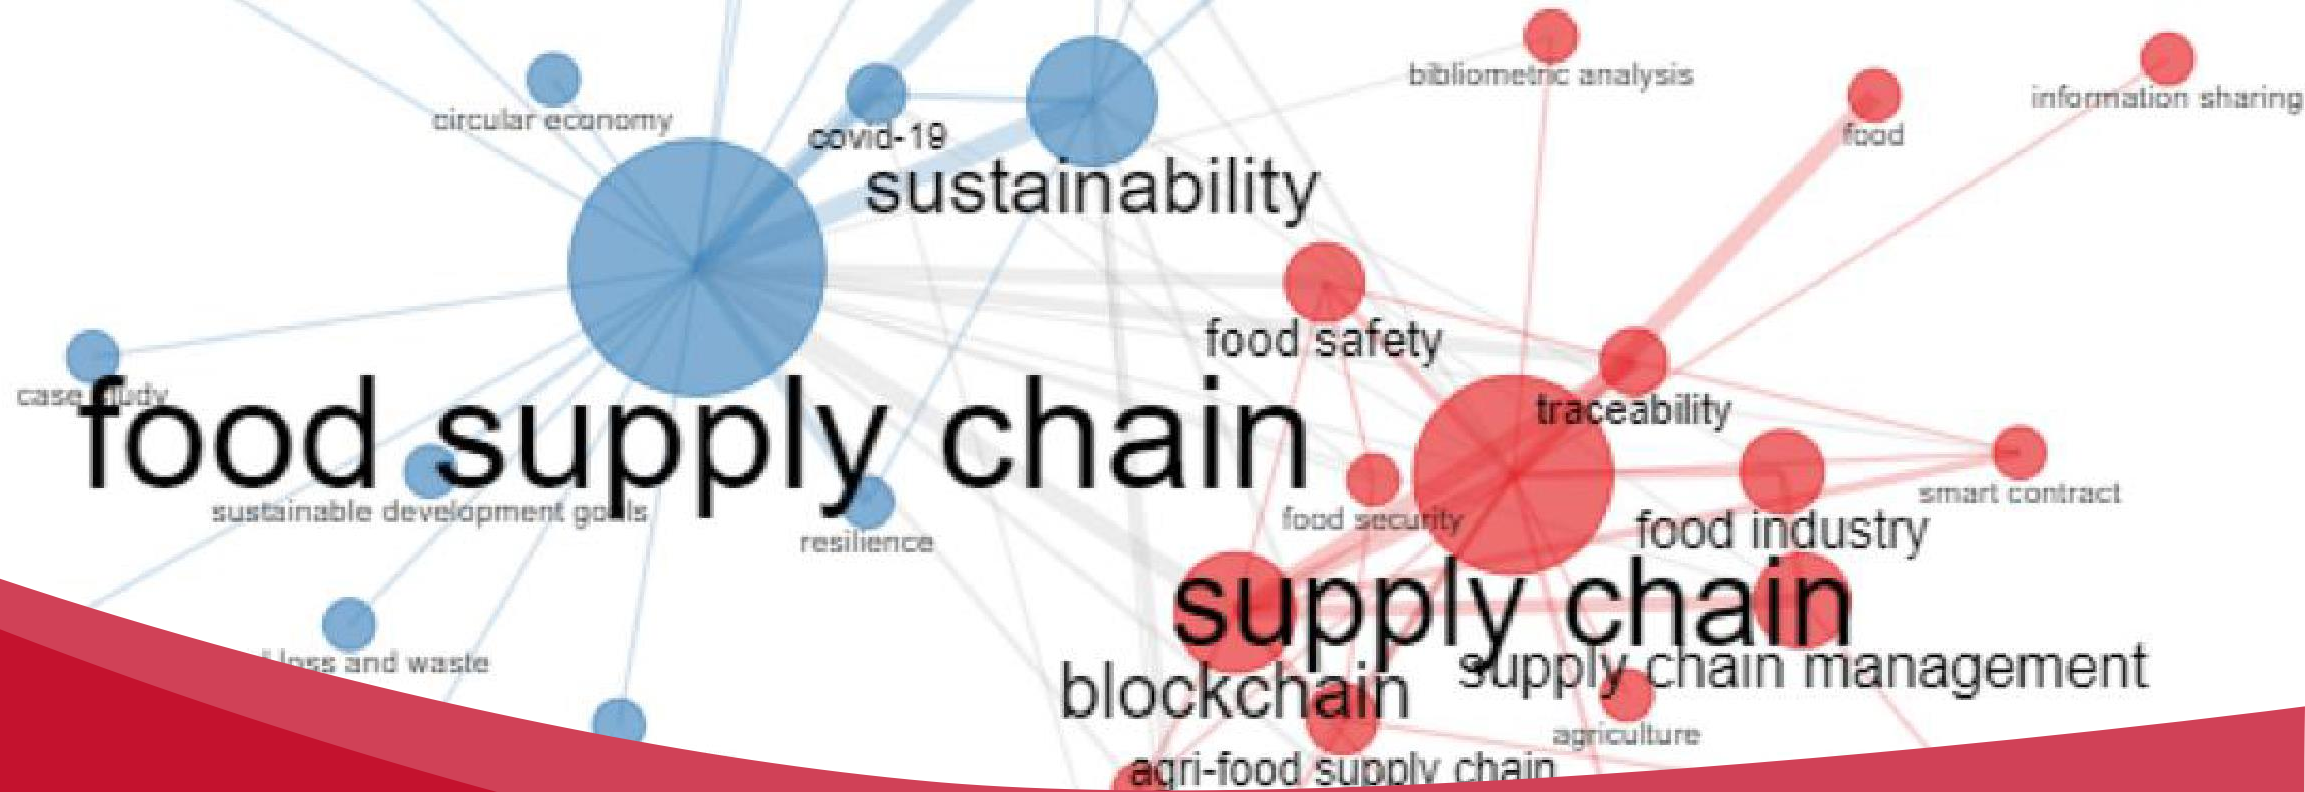 bibliometric analysis
information sharing
circular economy
covid-19
food
sustainability
food safety
case study
food supply chain
traceability
smart contract
sustainable development goals
food security
food industry
resilience
supply chain
loss and waste
supply chain management
blockchain
agriculture
agri-food supply chain